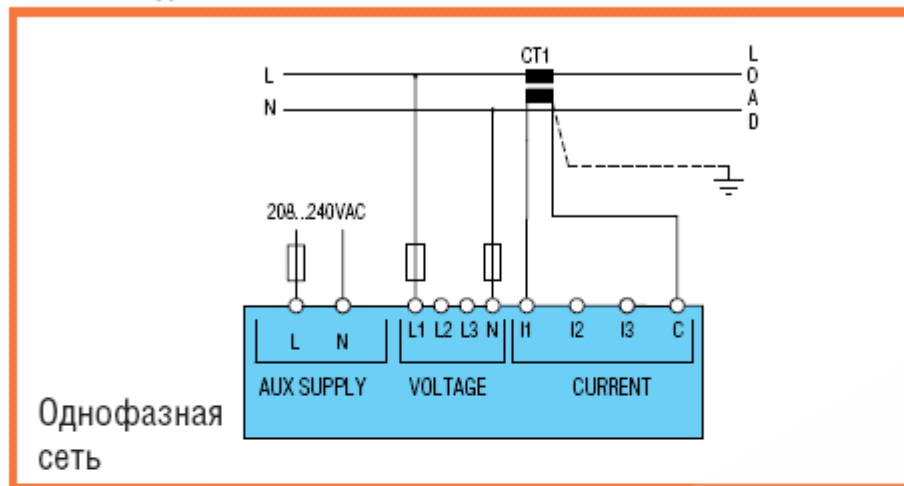 CT1
L
L
O
A
D
N
208..240VAC
L1 L2 L3 N I1 I2 I3 C
L N
AUX SUPPLY VOLTAGE CURRENT
Однофазная
сеть